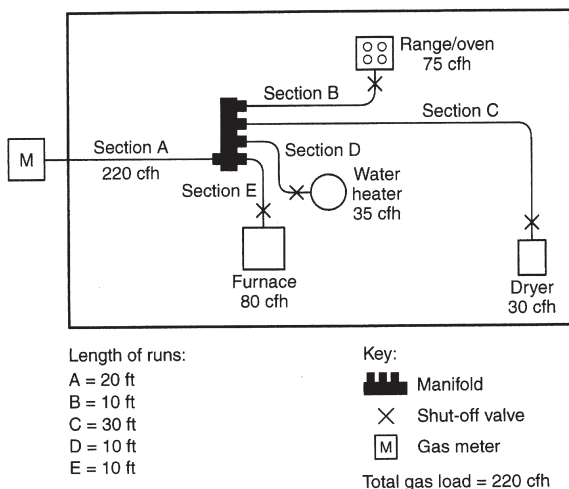 Range/oven
75 cfh
Section B
Section C
Section A
220 cfh
M
Section D
Section E
Water
heater
35 cfh
Furnace
80 cfh
Dryer
30 cfh
Length of runs:
A = 20 ft
B = 10 ft
C = 30 ft
D = 10 ft
E = 10 ft
Key:
Manifold
Shut-off valve
M Gas meter
Total gas load = 220 cfh